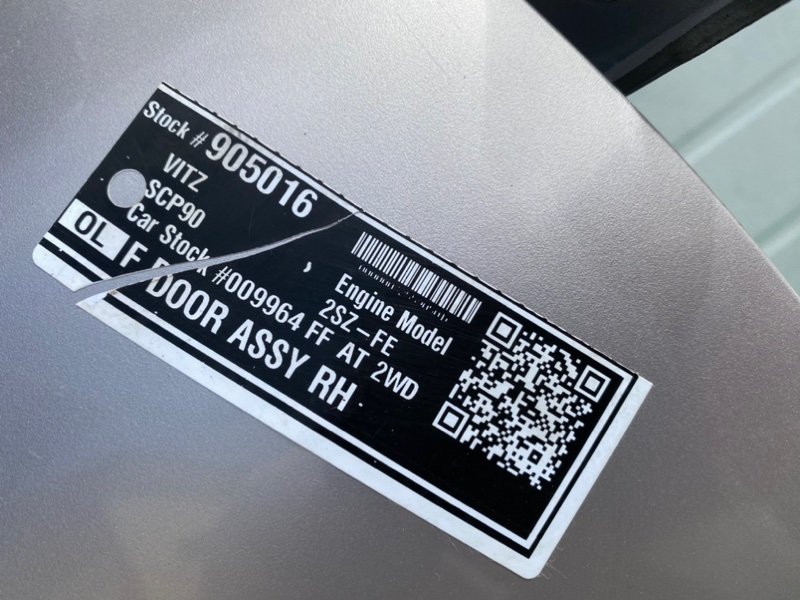 Stock # 905016
VITZ
SCP90
Engine Model
2SZ-FE
Car Stock #009964 FF AT 2WD
OL F DOOR ASSY RH